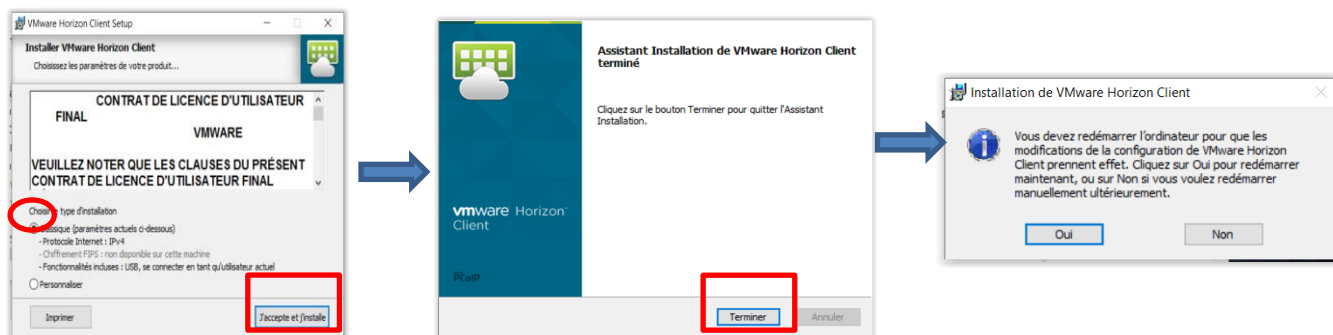 VMware Horizon Client Setup
Installer VMware Horizon Client
Choisissez les paramètres de votre produit...
CONTRAT DE LICENCE D'UTILISATEUR
FINAL
VMWARE
VEUILLEZ NOTER QUE LES CLAUSES DU PRÉSENT
CONTRAT DE LICENCE D'UTILISATEUR FINAL
type d'installation
(paramètres actuels ci-dessous)
- Protocole Internet : IPv4
- Chiffrement FIPS : non disponible sur cette machine
- Fonctionnalités incluses : USB, se connecter en tant qu'utilisateur actuel
Personnaliser
Imprimer
J'accepte et j'installe
Assistant Installation de VMware Horizon Client
terminé
Cliquez sur le bouton Terminer pour quitter l'Assistant
Installation.
vmware Horizon™
Client
PCoIP
Terminer
Annuler
Installation de VMware Horizon Client
Vous devez redémarrer l'ordinateur pour que les
modifications de la configuration de VMware Horizon
Client prennent effet. Cliquez sur Oui pour redémarrer
maintenant, ou sur Non si vous voulez redémarrer
manuellement ultérieurement.
Oui
Non